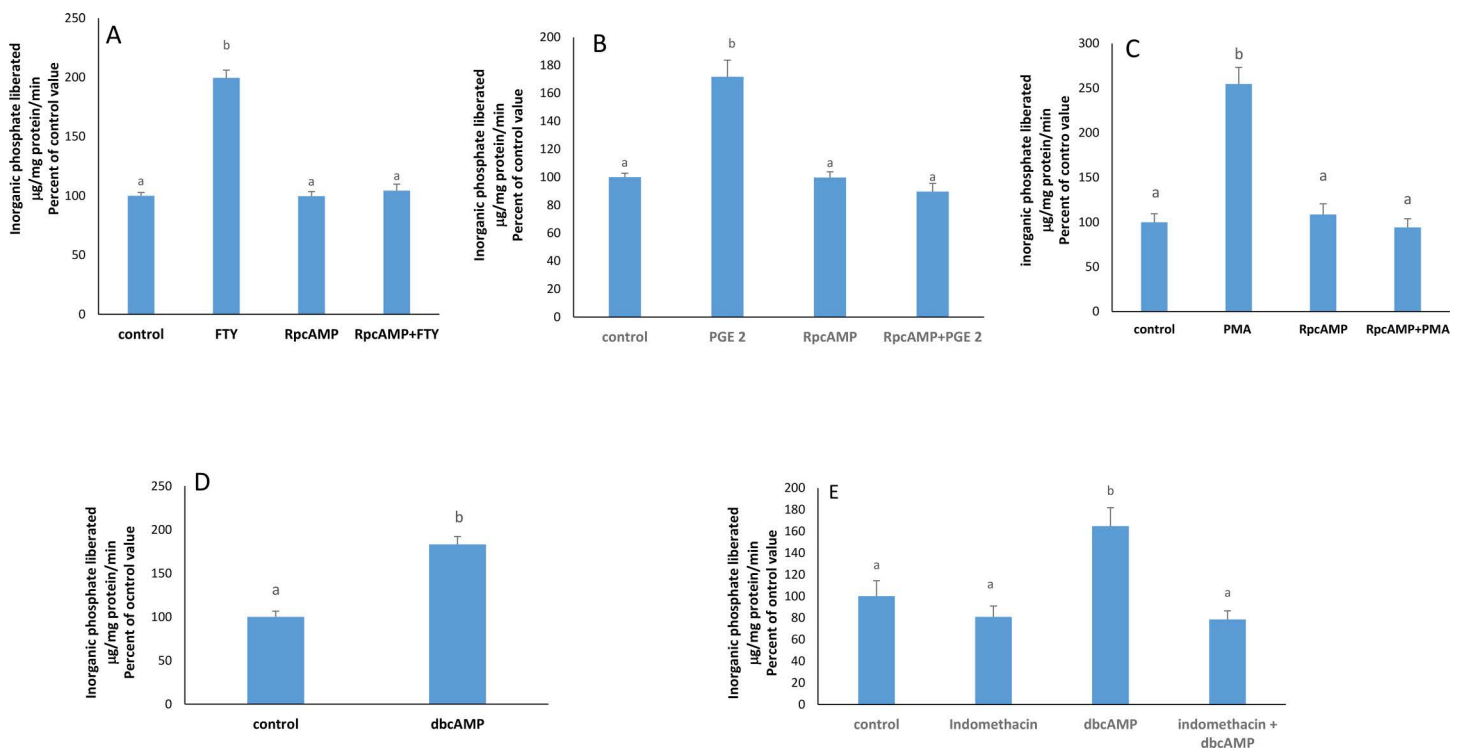 A
Inorganic phosphate liberated
µg/mg protein/min
Percent of control value
250
200
150
100
50
0
a
b
a
a
control
FTY
RpcAMP
RpcAMP+FTY
B
Inorganic phosphate liberated
µg/mg protein/min
Percent of control value
200
180
160
140
120
100
80
60
40
20
0
a
b
a
a
control
PGE 2
RpcAMP
RpcAMP+PGE 2
C
inorganic phosphate liberated
µg/mg protein/min
Percent of contro value
300
250
200
150
100
50
0
a
b
a
a
control
PMA
RpcAMP
RpcAMP+PMA
D
Inorganic phosphate liberated
µg/mg protein/min
Percent of ocntrol value
250
200
150
100
50
0
a
b
control
dbcAMP
E
Inorganic phosphate liberated
µg/mg protein/min
Percent of ontrol value
200
180
160
140
120
100
80
60
40
20
0
a
a
b
a
control
Indomethacin
dbcAMP
indomethacin +
dbcAMP